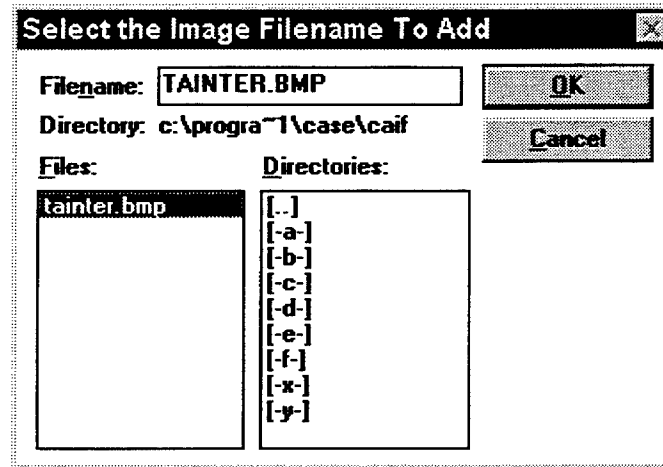 Select the Image Filename To Add
Filename: TAINTER.BMP
OK
Directory: c:\progra~1\case\caif
Cancel
Files:
Directories:
tainter.bmp
[..]
[-a-]
[-b-]
[-c-]
[-d-]
[-e-]
[-f-]
[-x-]
[-y-]